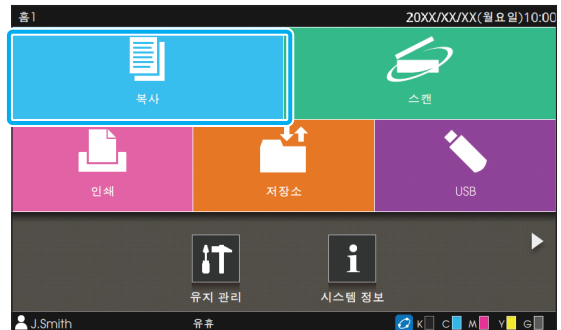 홈1 20XX/XX/XX(월요일)10:00
복사 스캔
인쇄 저장소 USB
유지 관리 시스템 정보
J.Smith 유휴 K C M Y G